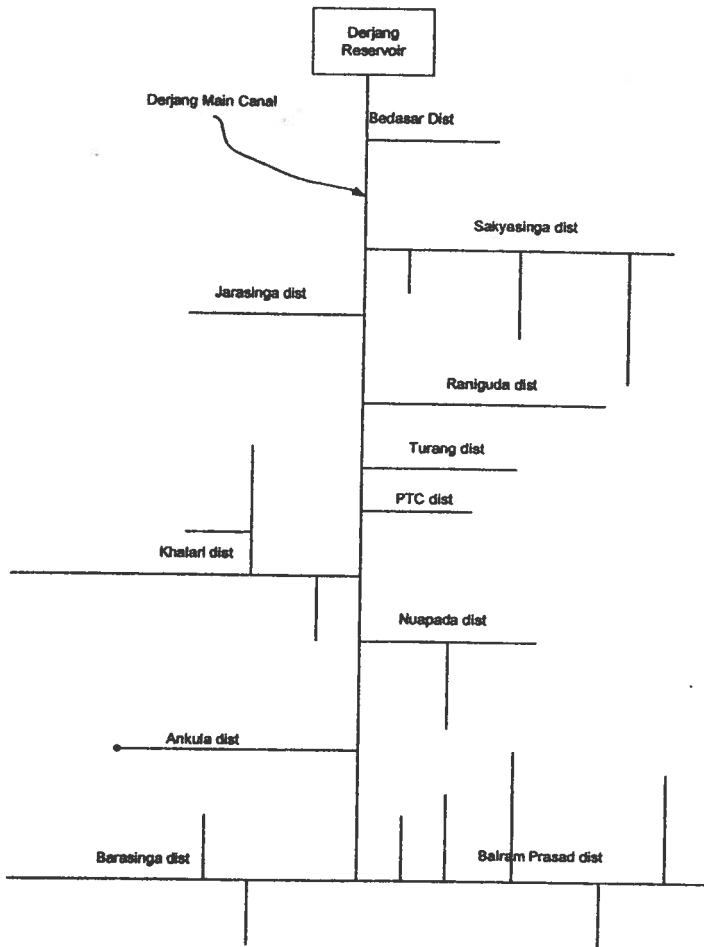 Derjang
Reservoir
Derjang Main Canal
Bedasar Dist
Sakyasinga dist
Jarasinga dist
Raniguda dist
Turang dist
PTC dist
Khalari dist
Nuapada dist
Ankula dist
Barasinga dist
Balram Prasad dist